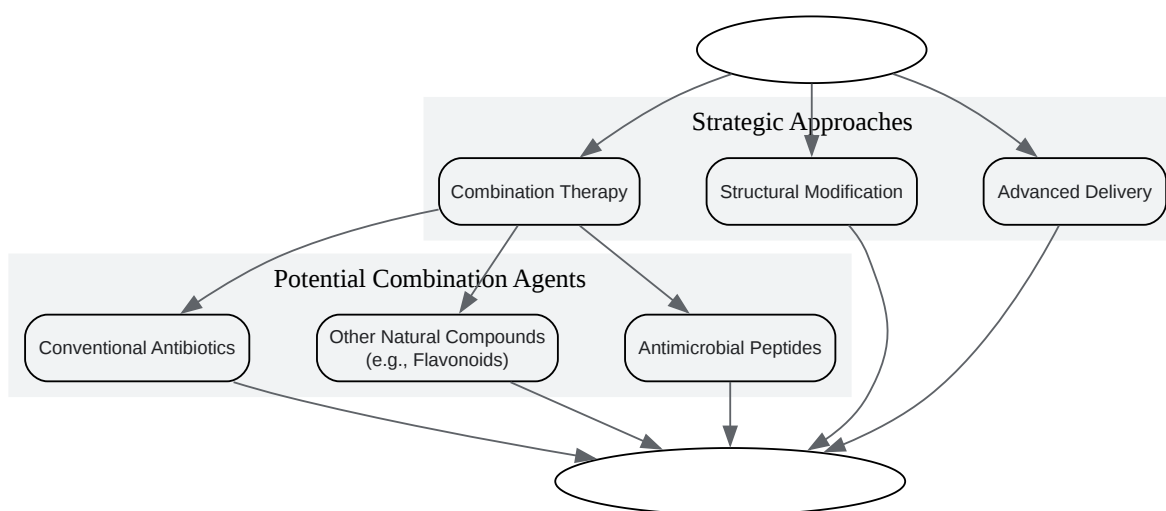 Strategic Approaches
Combination Therapy
Structural Modification
Advanced Delivery
Potential Combination Agents
Conventional Antibiotics
Other Natural Compounds
(e.g., Flavonoids)
Antimicrobial Peptides